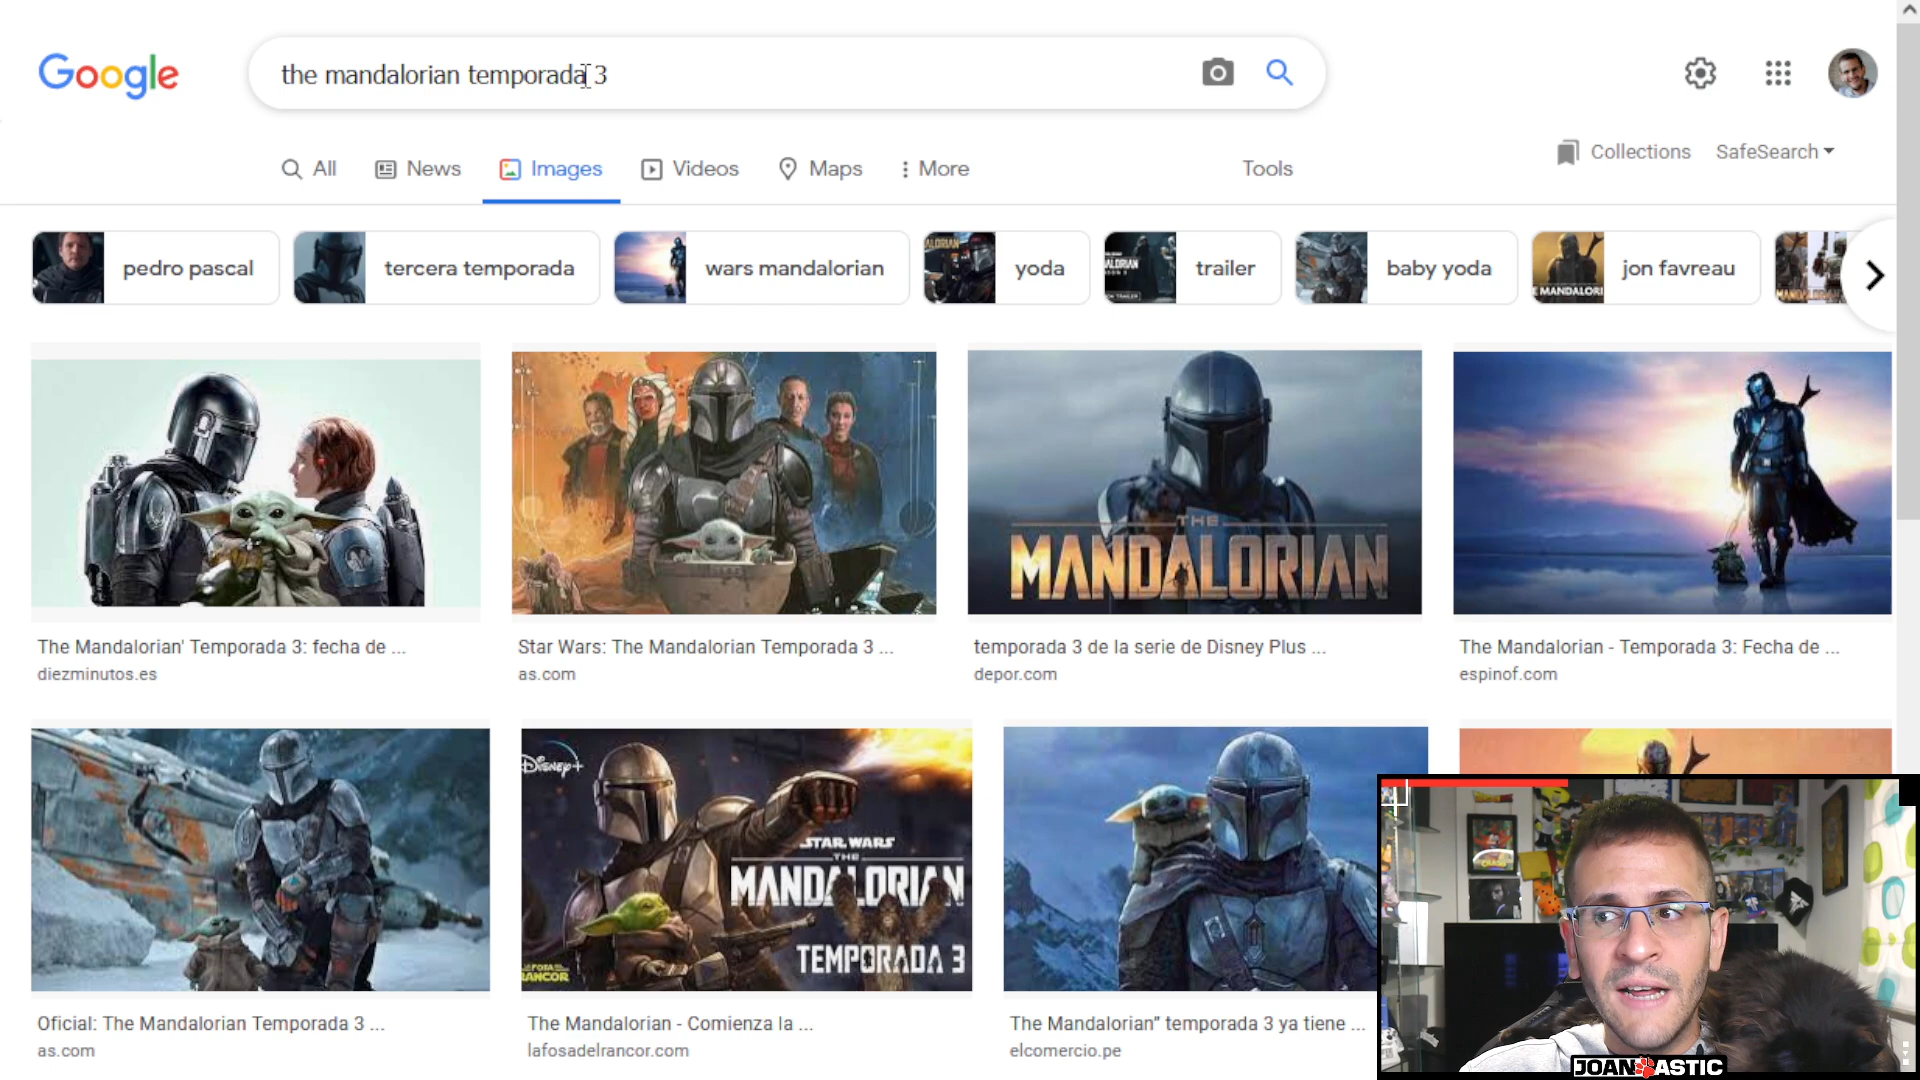 Google
the mandalorian temporada 3
All
News
Images
Videos
Maps
More
Tools
Collections
SafeSearch
pedro pascal
tercera temporada
wars mandalorian
yoda
trailer
baby yoda
jon favreau
THE
MANDALORIAN
The Mandalorian' Temporada 3: fecha de ...
diezminutos.es
Star Wars: The Mandalorian Temporada 3 ...
as.com
temporada 3 de la serie de Disney Plus ...
depor.com
The Mandalorian - Temporada 3: Fecha de ...
espinof.com
Disney+
STAR WARS
THE
MANDALORIAN
TEMPORADA 3
Oficial: The Mandalorian Temporada 3 ...
as.com
The Mandalorian - Comienza la ...
lafosadelrancor.com
The Mandalorian” temporada 3 ya tiene ...
elcomercio.pe
JOANTASTIC